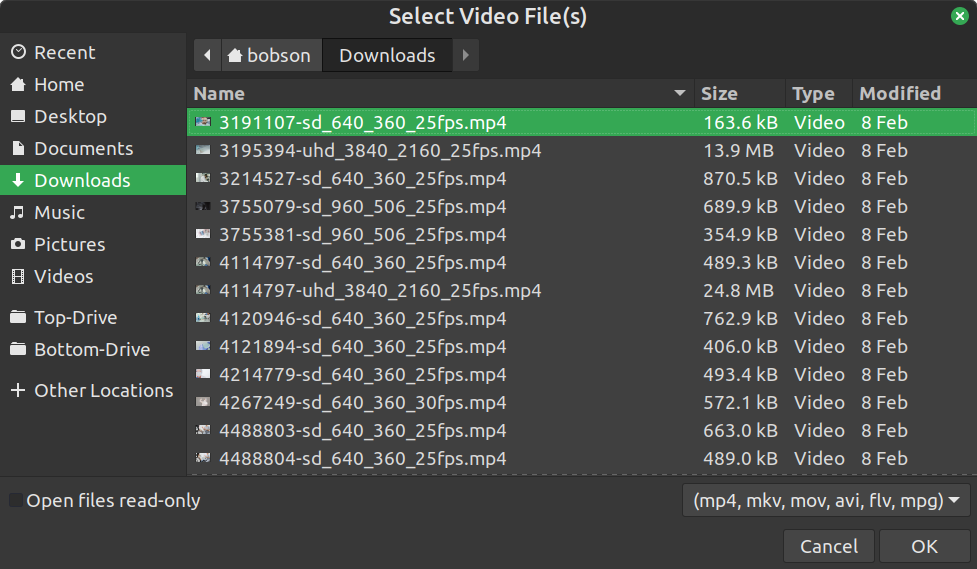 Select Video File(s)
Recent
Home
Desktop
Documents
Downloads
Music
Pictures
Videos
Top-Drive
Bottom-Drive
Other Locations
bobson Downloads
Name Size Type Modified
3191107-sd_640_360_25fps.mp4 163.6 kB Video 8 Feb
3195394-uhd_3840_2160_25fps.mp4 13.9 MB Video 8 Feb
3214527-sd_640_360_25fps.mp4 870.5 kB Video 8 Feb
3755079-sd_960_506_25fps.mp4 689.9 kB Video 8 Feb
3755381-sd_960_506_25fps.mp4 354.9 kB Video 8 Feb
4114797-sd_640_360_25fps.mp4 489.3 kB Video 8 Feb
4114797-uhd_3840_2160_25fps.mp4 24.8 MB Video 8 Feb
4120946-sd_640_360_25fps.mp4 762.9 kB Video 8 Feb
4121894-sd_640_360_25fps.mp4 406.0 kB Video 8 Feb
4214779-sd_640_360_25fps.mp4 493.4 kB Video 8 Feb
4267249-sd_640_360_30fps.mp4 572.1 kB Video 8 Feb
4488803-sd_640_360_25fps.mp4 663.0 kB Video 8 Feb
4488804-sd_640_360_25fps.mp4 489.0 kB Video 8 Feb
Open files read-only
(mp4, mkv, mov, avi, flv, mpg)
Cancel OK